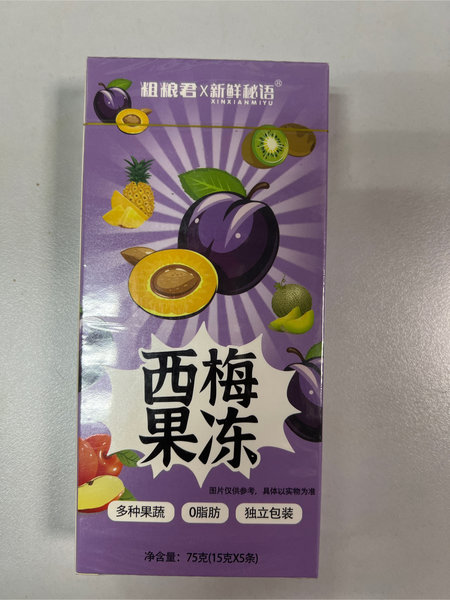 粗粮君X新鲜秘语®
XINXIANMIYU
西梅
果冻
图片仅供参考，具体以实物为准
多种果蔬 0脂肪 独立包装
净含量：75克(15克X5条)